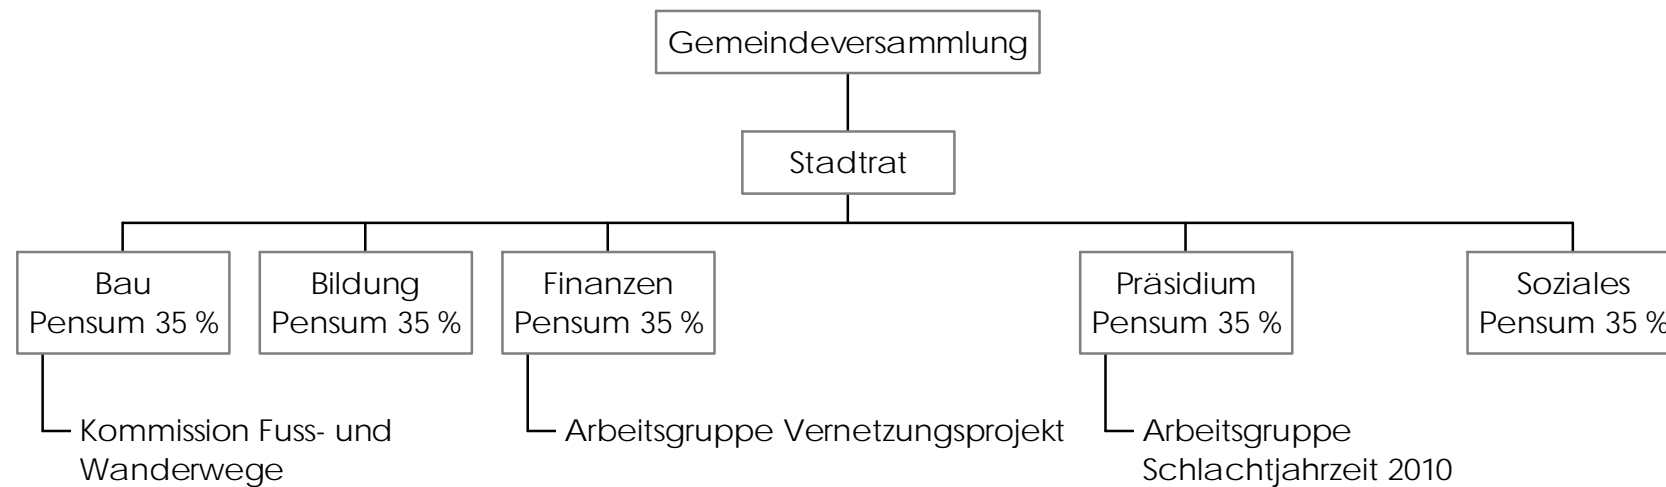 Gemeindeversammlung
Stadtrat
Bau
Pensum 35 %
Bildung
Pensum 35 %
Finanzen
Pensum 35 %
Präsidium
Pensum 35 %
Soziales
Pensum 35 %
Kommission Fuss- und
Wanderwege
Arbeitsgruppe Vernetzungsprojekt
Arbeitsgruppe
Schlachtjahrzeit 2010